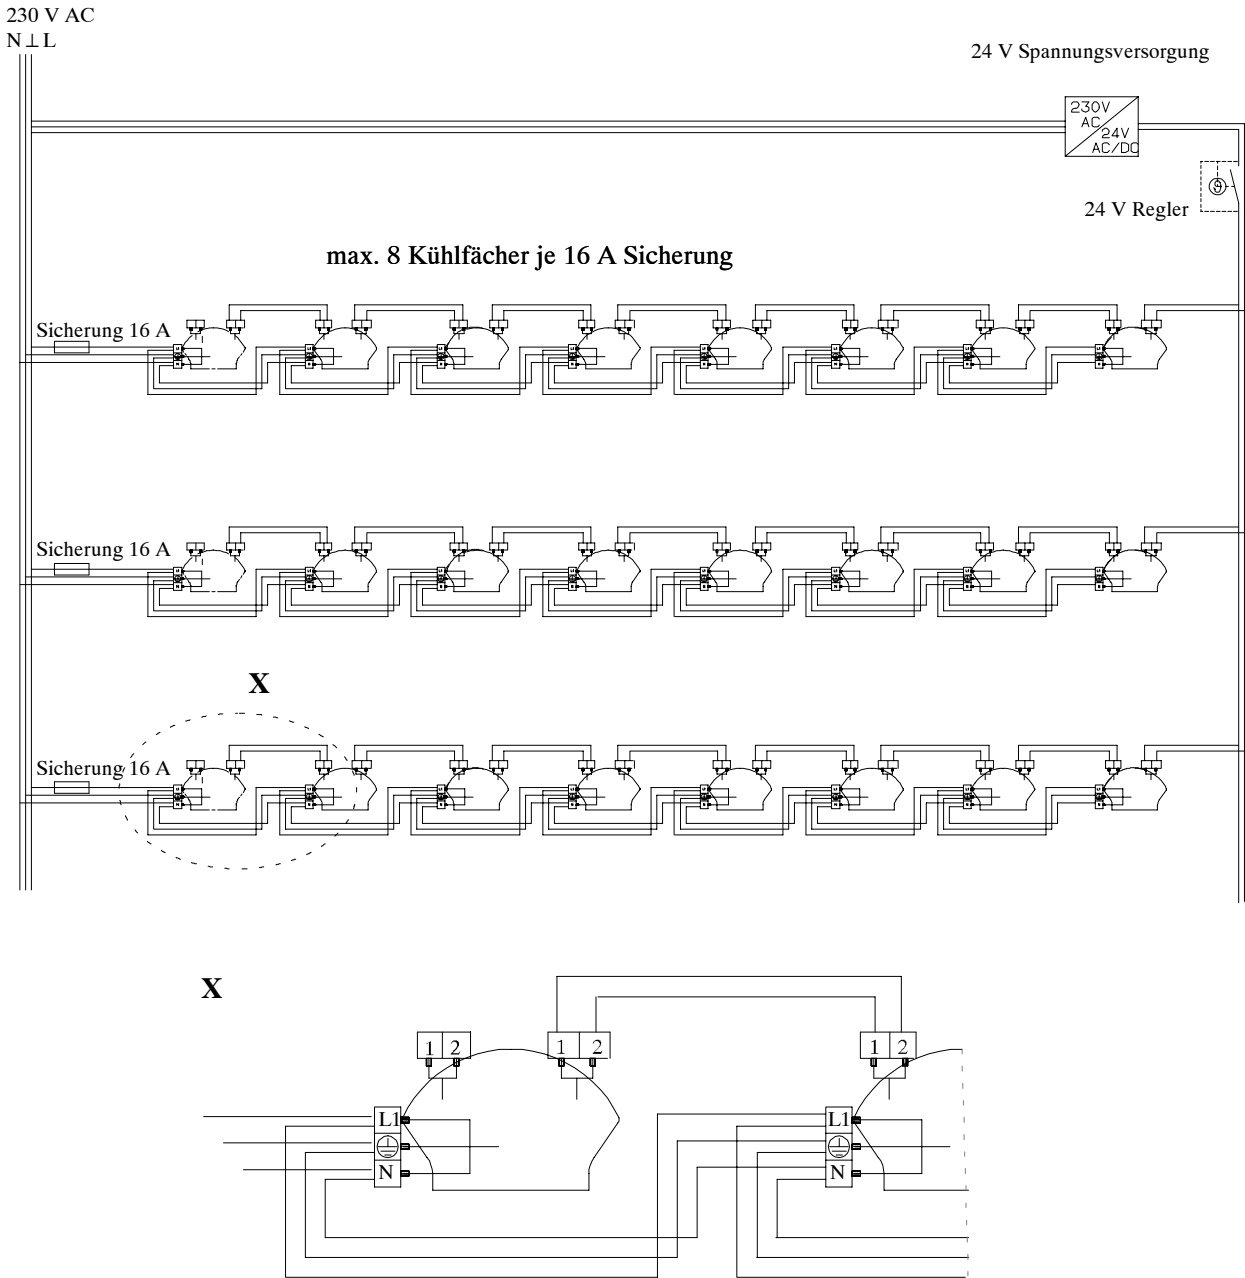 230 V AC
N⊥L
24 V Spannungsversorgung
230V
AC
24V
AC/DC
24 V Regler
max. 8 Kühlfächer je 16 A Sicherung
Sicherung 16 A
Sicherung 16 A
X
Sicherung 16 A
X
1 2
1 2
1 2
L1
N
L1
N